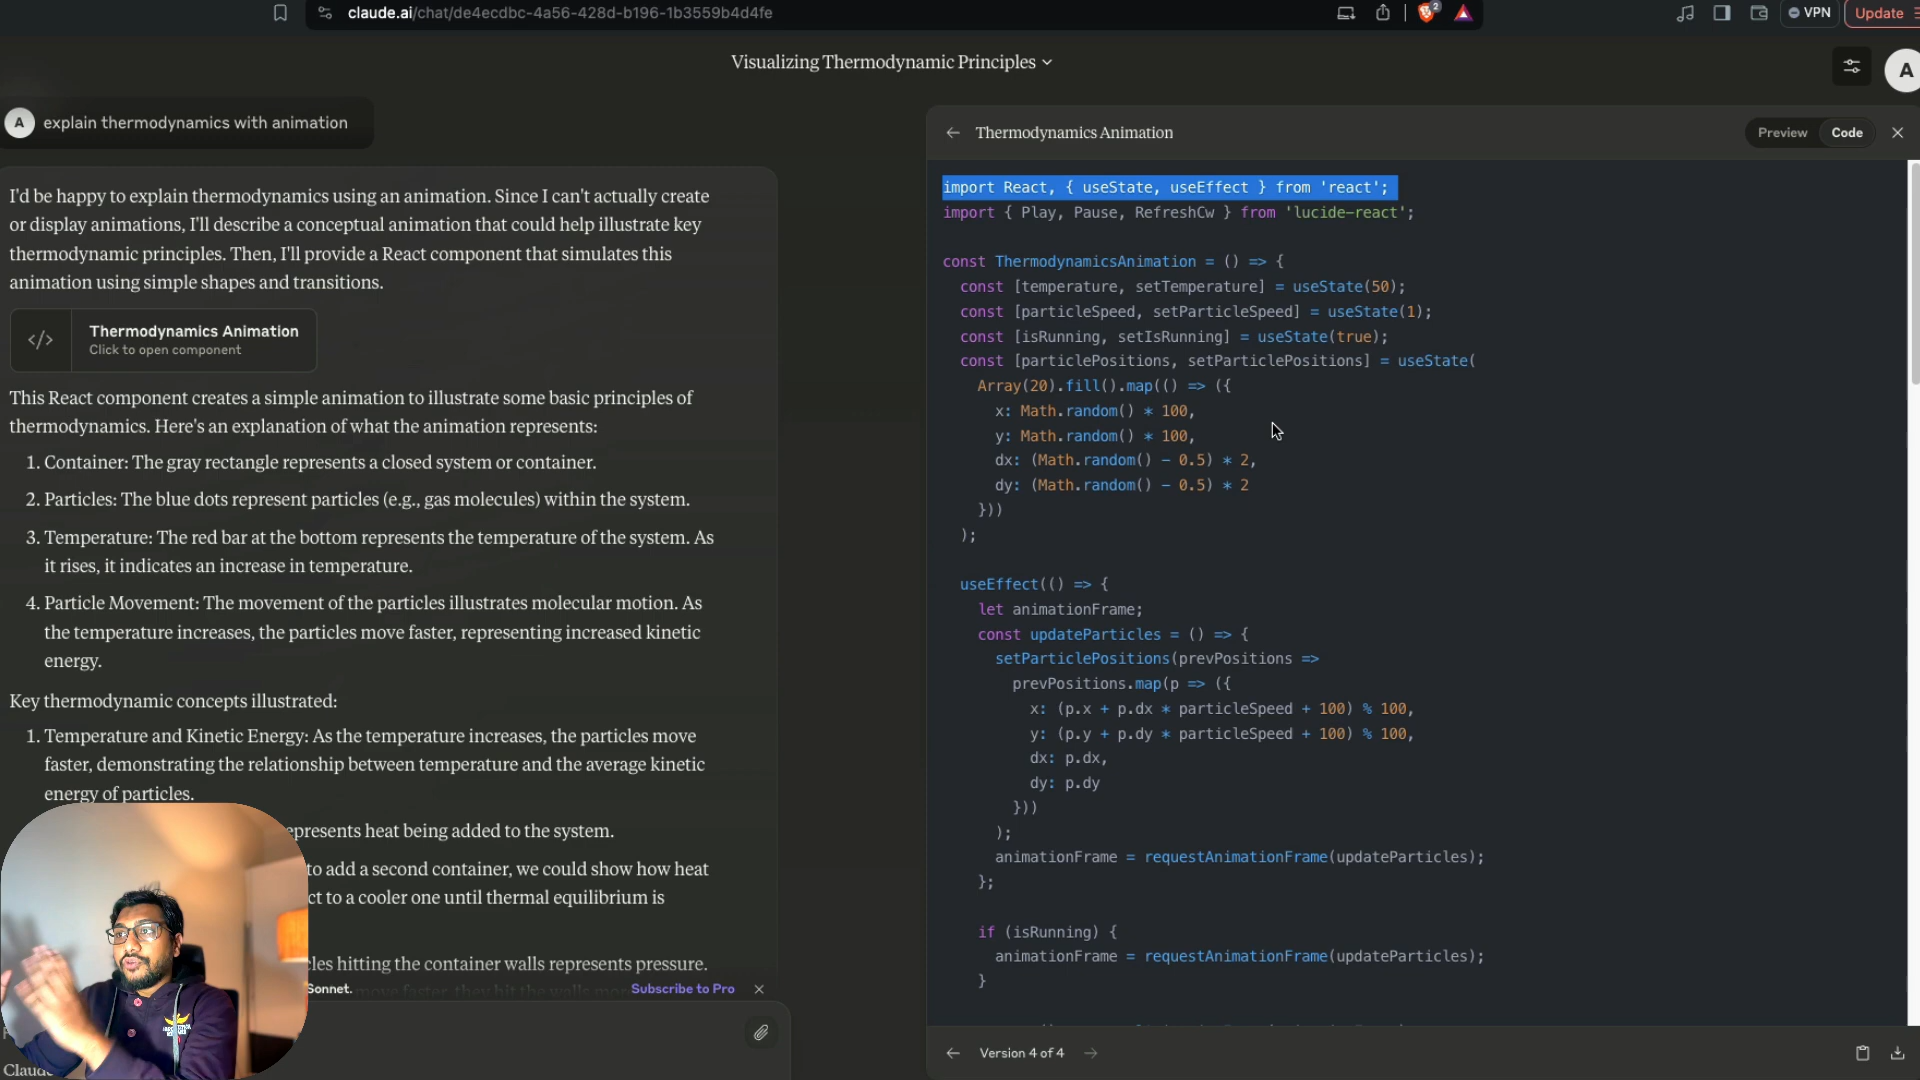 claude.ai/chat/de4ecdbc-4a56-428d-b196-1b3559b4d4fe
2
VPN
Update
Visualizing Thermodynamic Principles
A
A
explain thermodynamics with animation
I'd be happy to explain thermodynamics using an animation. Since I can't actually create
or display animations, I'll describe a conceptual animation that could help illustrate key
thermodynamic principles. Then, I'll provide a React component that simulates this
animation using simple shapes and transitions.
</>
Thermodynamics Animation
Click to open component
This React component creates a simple animation to illustrate some basic principles of
thermodynamics. Here's an explanation of what the animation represents:
1. Container: The gray rectangle represents a closed system or container.
2. Particles: The blue dots represent particles (e.g., gas molecules) within the system.
3. Temperature: The red bar at the bottom represents the temperature of the system. As
it rises, it indicates an increase in temperature.
4. Particle Movement: The movement of the particles illustrates molecular motion. As
the temperature increases, the particles move faster, representing increased kinetic
energy.
Key thermodynamic concepts illustrated:
1. Temperature and Kinetic Energy: As the temperature increases, the particles move
faster, demonstrating the relationship between temperature and the average kinetic
energy of particles.
epresents heat being added to the system.
to add a second container, we could show how heat
ct to a cooler one until thermal equilibrium is
cles hitting the container walls represents pressure.
Sonnet.
move faster, they hit the walls more
Subscribe to Pro
Claude
Thermodynamics Animation
Preview
Code
import React, { useState, useEffect } from 'react';
import { Play, Pause, RefreshCw } from 'lucide-react';
const ThermodynamicsAnimation = () => {
const [temperature, setTemperature] = useState(50);
const [particleSpeed, setParticleSpeed] = useState(1);
const [isRunning, setIsRunning] = useState(true);
const [particlePositions, setParticlePositions] = useState(
Array(20).fill().map(() => ({
x: Math.random() * 100,
y: Math.random() * 100,
dx: (Math.random() - 0.5) * 2,
dy: (Math.random() - 0.5) * 2
}))
);
useEffect(() => {
let animationFrame;
const updateParticles = () => {
setParticlePositions(prevPositions =>
prevPositions.map(p => ({
x: (p.x + p.dx * particleSpeed + 100) % 100,
y: (p.y + p.dy * particleSpeed + 100) % 100,
dx: p.dx,
dy: p.dy
}))
);
animationFrame = requestAnimationFrame(updateParticles);
};
if (isRunning) {
animationFrame = requestAnimationFrame(updateParticles);
}
Version 4 of 4